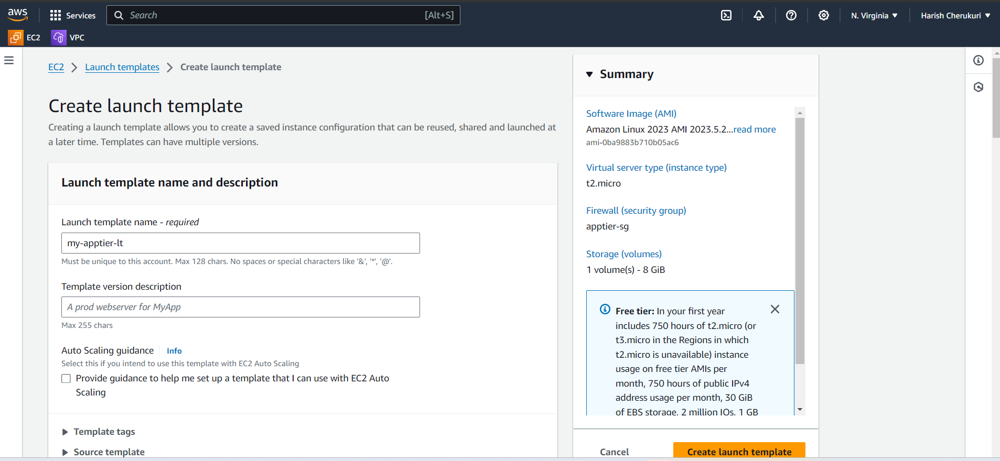 aws
Services
Search
[Alt+S]
N. Virginia
Harish Cherukuri
EC2
VPC
EC2
Launch templates
Create launch template
Create launch template
Creating a launch template allows you to create a saved instance configuration that can be reused, shared and launched at
a later time. Templates can have multiple versions.
Launch template name and description
Launch template name - required
my-apptier-lt
Must be unique to this account. Max 128 chars. No spaces or special characters like '&', '*', '@'.
Template version description
A prod webserver for MyApp
Max 255 chars
Auto Scaling guidance
Info
Select this if you intend to use this template with EC2 Auto Scaling
Provide guidance to help me set up a template that I can use with EC2 Auto
Scaling
Template tags
Source template
Summary
Software Image (AMI)
Amazon Linux 2023 AMI 2023.5.2...read more
ami-0ba9883b710b05ac6
Virtual server type (instance type)
t2.micro
Firewall (security group)
apptier-sg
Storage (volumes)
1 volume(s) - 8 GiB
Free tier: In your first year
includes 750 hours of t2.micro (or
t3.micro in the Regions in which
t2.micro is unavailable) instance
usage on free tier AMIs per
month, 750 hours of public IPv4
address usage per month, 30 GiB
of EBS storage, 2 million IOs, 1 GB
Cancel
Create launch template